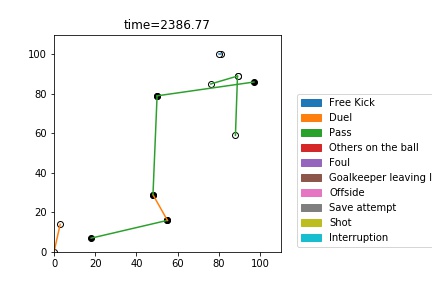 time=2386.77
100
80
60
40
20
0
0 20 40 60 80 100
Free Kick
Duel
Pass
Others on the ball
Foul
Goalkeeper leaving l
Offside
Save attempt
Shot
Interruption